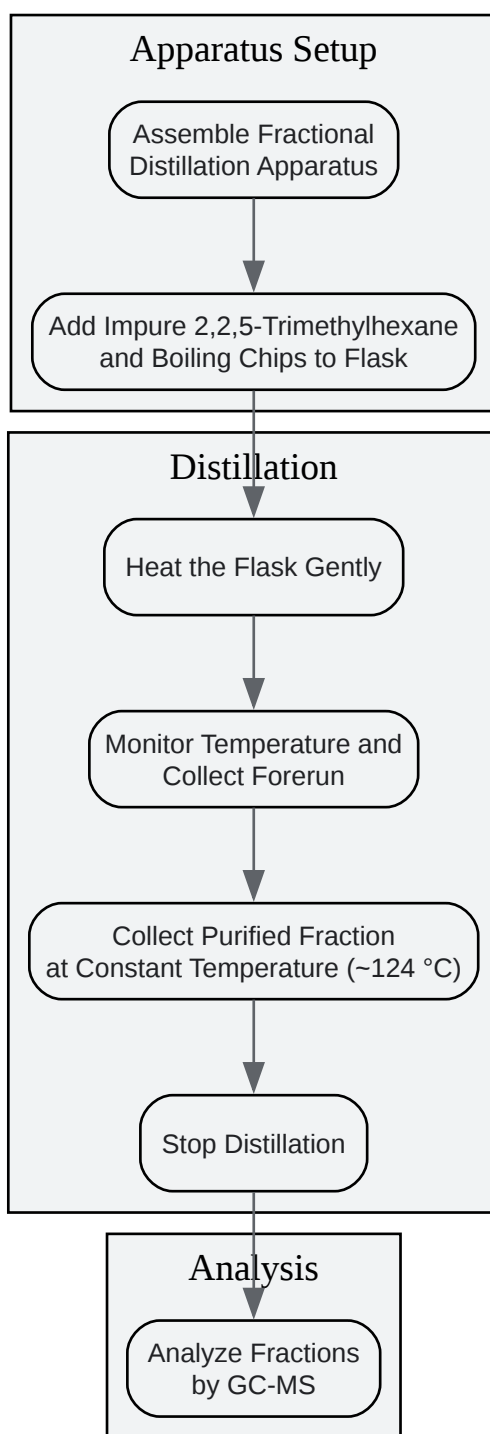 Apparatus Setup
Assemble Fractional
Distillation Apparatus
Add Impure 2,2,5-Trimethylhexane
and Boiling Chips to Flask
Distillation
Heat the Flask Gently
Monitor Temperature and
Collect Forerun
Collect Purified Fraction
at Constant Temperature (~124 °C)
Stop Distillation
Analysis
Analyze Fractions
by GC-MS